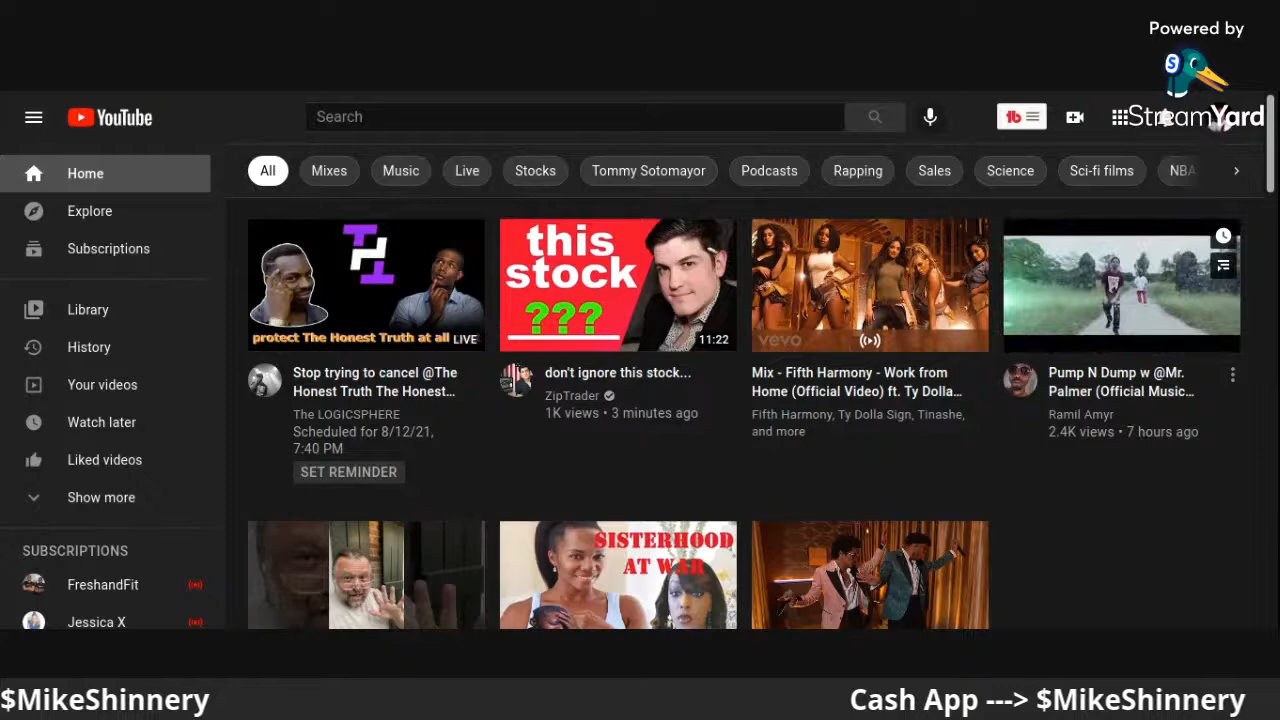 Powered by
StreamYard
YouTube
Search
All
Mixes
Music
Live
Stocks
Tommy Sotomayor
Podcasts
Rapping
Sales
Science
Sci-fi films
NBA
Home
Explore
Subscriptions
Library
History
Your videos
Watch later
Liked videos
Show more
SUBSCRIPTIONS
FreshandFit
Jessica X
protect The Honest Truth at all
LIVE
Stop trying to cancel @The
Honest Truth The Honest...
The LOGICSPHERE
Scheduled for 8/12/21,
7:40 PM
SET REMINDER
this
stock
???
11:22
don't ignore this stock...
ZipTrader
1K views • 3 minutes ago
vevo
Mix - Fifth Harmony - Work from
Home (Official Video) ft. Ty Dolla...
Fifth Harmony, Ty Dolla Sign, Tinashe,
and more
Pump N Dump w @Mr.
Palmer (Official Music...
Ramil Amyr
2.4K views • 7 hours ago
SISTERHOOD
AT WAR
$MikeShinnery
Cash App ---> $MikeShinnery